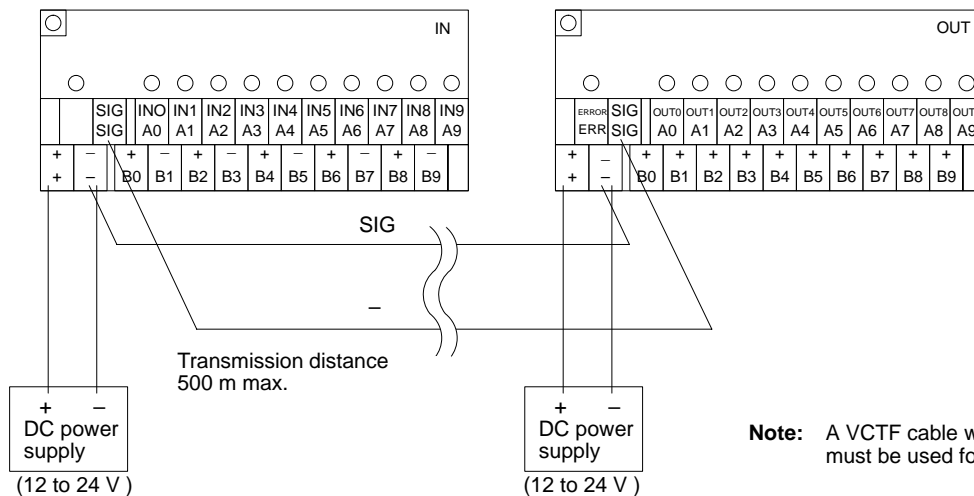 IN
SIG INO IN1 IN2 IN3 IN4 IN5 IN6 IN7 IN8 IN9
SIG A0 A1 A2 A3 A4 A5 A6 A7 A8 A9
+ – + – + – + – + – + –
+ – B0 B1 B2 B3 B4 B5 B6 B7 B8 B9
OUT
ERROR SIG OUT0 OUT1 OUT2 OUT3 OUT4 OUT5 OUT6 OUT7 OUT8 OUT
ERR SIG A0 A1 A2 A3 A4 A5 A6 A7 A8 A9
+ – + + + + + + + + + +
+ – B0 B1 B2 B3 B4 B5 B6 B7 B8 B9
SIG
–
Transmission distance
500 m max.
+ –
DC power
supply
(12 to 24 V )
+ –
DC power
supply
(12 to 24 V )
Note: A VCTF cable w
must be used fo